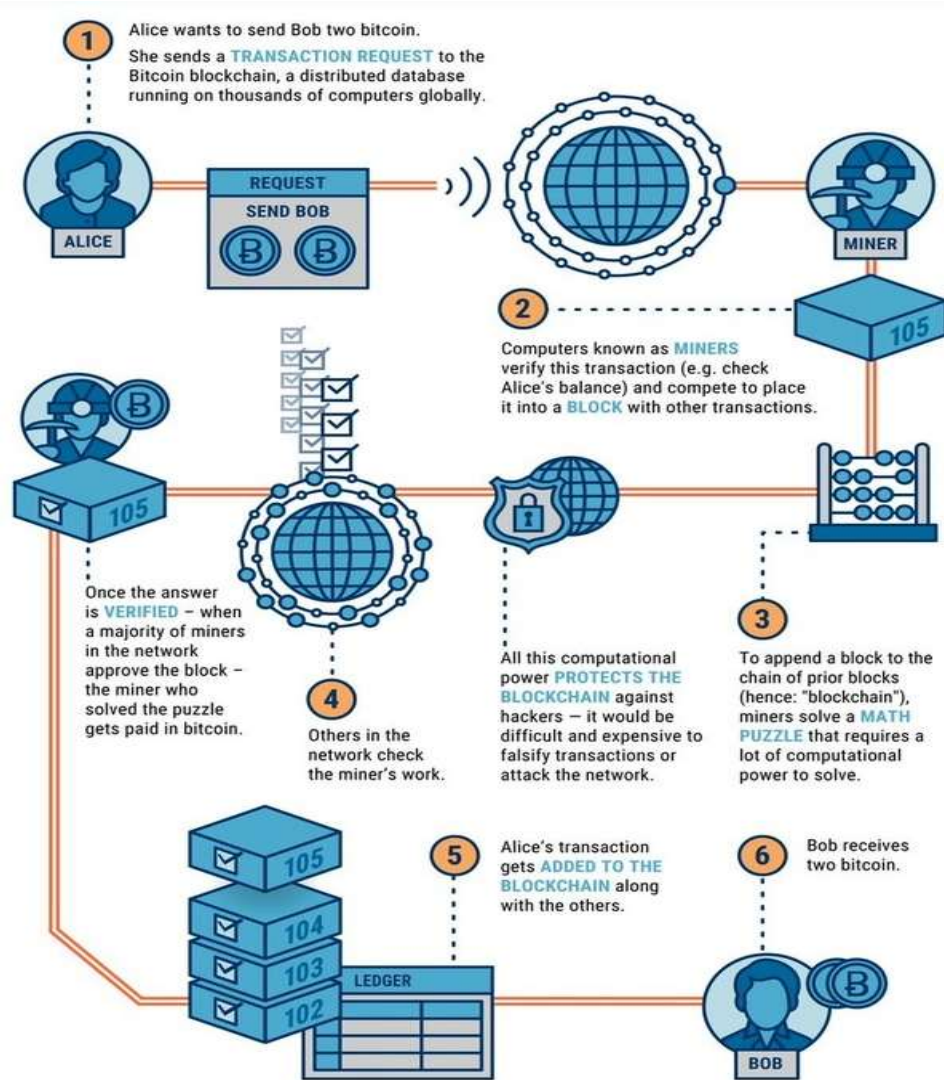 1
Alice wants to send Bob two bitcoin.
She sends a TRANSACTION REQUEST to the
Bitcoin blockchain, a distributed database
running on thousands of computers globally.
ALICE
REQUEST
SEND BOB
MINER
105
2
Computers known as MINERS
verify this transaction (e.g. check
Alice's balance) and compete to place
it into a BLOCK with other transactions.
3
To append a block to the
chain of prior blocks
(hence: "blockchain"),
miners solve a MATH
PUZZLE that requires a
lot of computational
power to solve.
All this computational
power PROTECTS THE
BLOCKCHAIN against
hackers – it would be
difficult and expensive to
falsify transactions or
attack the network.
4
Others in the
network check
the miner's work.
105
Once the answer
is VERIFIED – when
a majority of miners
in the network
approve the block –
the miner who
solved the puzzle
gets paid in bitcoin.
105
104
103
102
LEDGER
5
Alice's transaction
gets ADDED TO THE
BLOCKCHAIN along
with the others.
6
Bob receives
two bitcoin.
BOB